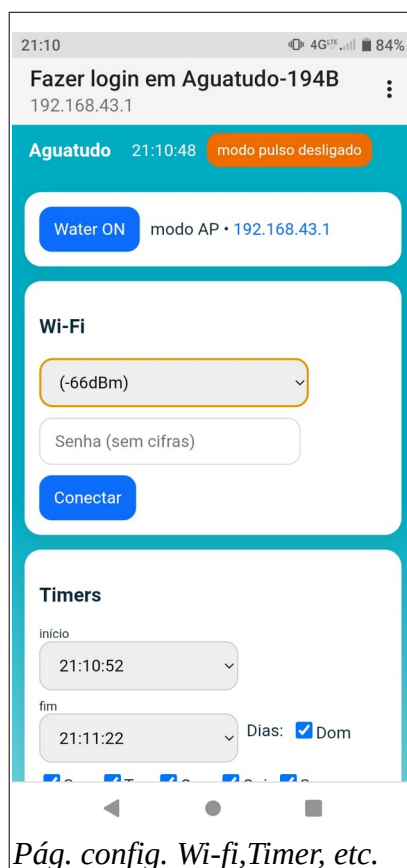 21:10 4G LTE 84%
Fazer login em Aguatudo-194B
192.168.43.1
Aguatudo 21:10:48 modo pulso desligado
Water ON modo AP • 192.168.43.1
Wi-Fi
(-66dBm)
Senha (sem cifras)
Conectar
Timers
início
21:10:52
fim
21:11:22 Dias: Dom
Pág. config. Wi-fi,Timer, etc.